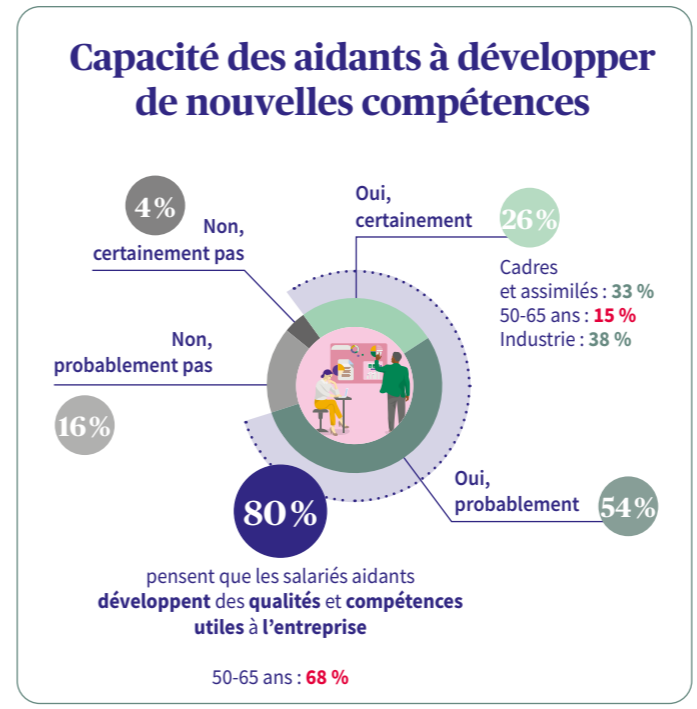 Capacité des aidants à développer
de nouvelles compétences
4 %
Non,
certainement pas
Oui,
certainement
26 %
Cadres
et assimilés : 33 %
50-65 ans : 15 %
Industrie : 38 %
Non,
probablement pas
16 %
Oui,
probablement
54 %
80 %
pensent que les salariés aidants
développent des qualités et compétences
utiles à l’entreprise
50-65 ans : 68 %